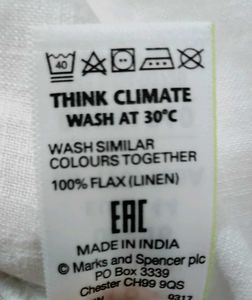 40
THINK CLIMATE
WASH AT 30°C
WASH SIMILAR
COLOURS TOGETHER
100% FLAX (LINEN)
EAC
MADE IN INDIA
© Marks and Spencer plc
PO Box 3339
Chester CH99 9QS